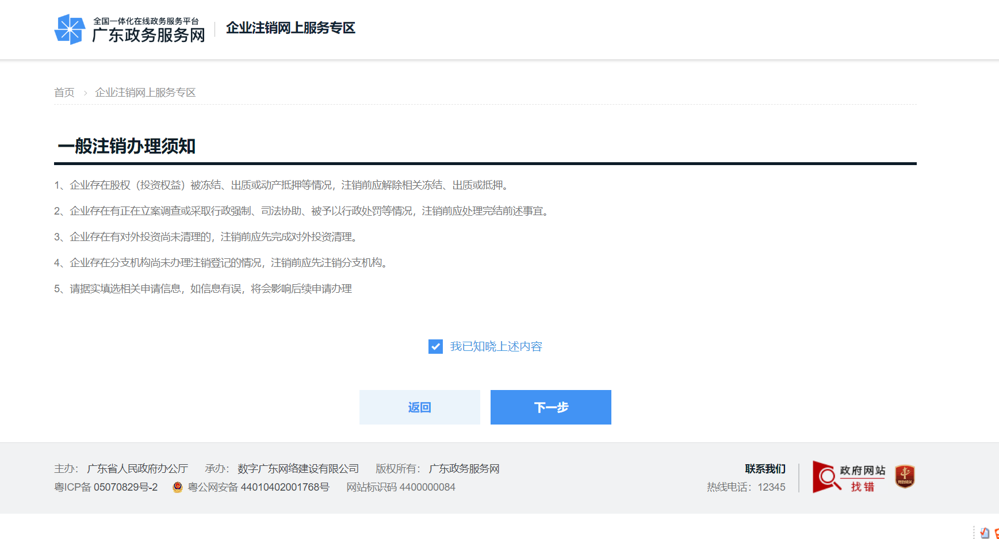 全国一体化在线政务服务平台
广东政务服务网
企业注销网上服务专区
首页 > 企业注销网上服务专区
一般注销办理须知
1、企业存在股权（投资权益）被冻结、出质或动产抵押等情况，注销前应解除相关冻结、出质或抵押。
2、企业存在有正在立案调查或采取行政强制、司法协助、被予以行政处罚等情况，注销前应处理完结前述事宜。
3、企业存在有对外投资尚未清理的，注销前应先完成对外投资清理。
4、企业存在分支机构尚未办理注销登记的情况，注销前应先注销分支机构。
5、请据实填选相关申请信息，如信息有误，将会影响后续申请办理
我已知晓上述内容
返回 下一步
主办： 广东省人民政府办公厅 承办： 数字广东网络建设有限公司 版权所有： 广东政务服务网
粤ICP备 05070829号-2 粤公网安备 44010402001768号 网站标识码 4400000084
联系我们
热线电话：12345
政府网站
找错
党政机关